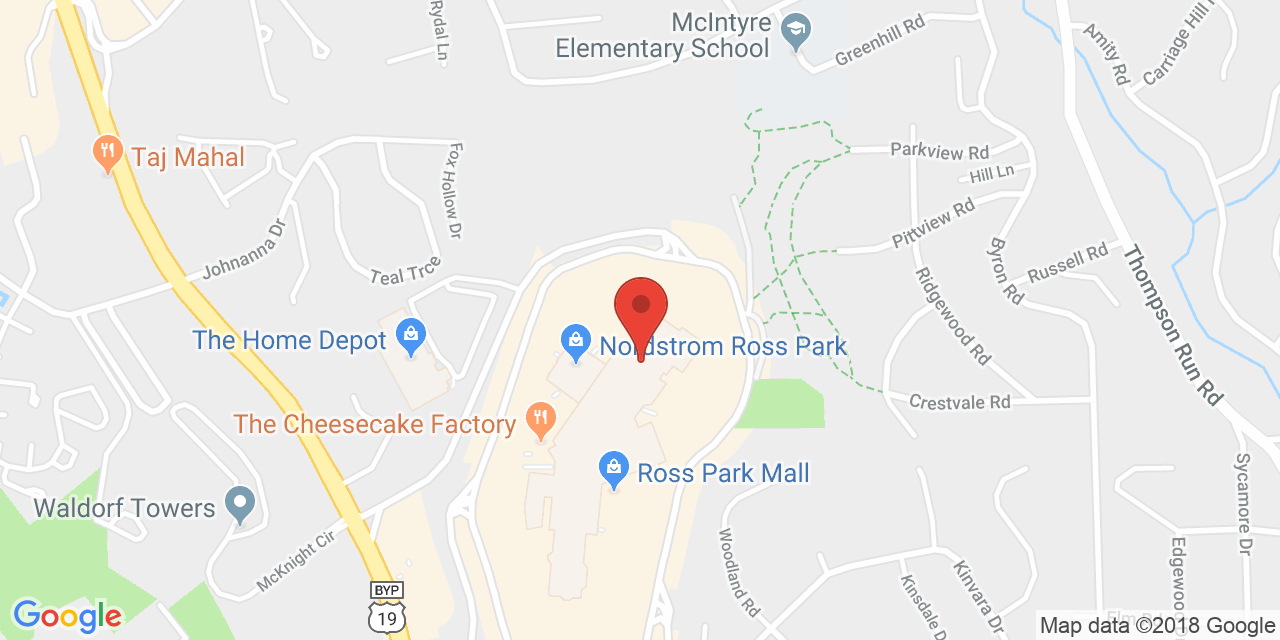 Rydal Ln
McIntyre
Elementary School
Greenhill Rd
Amity Rd
Carriage Hill
Taj Mahal
Fox Hollow Dr
Parkview Rd
Hill Ln
Pittview Rd
Johnanna Dr
Teal Trce
Byron Rd
Russell Rd
Thompson Run Rd
Ridgewood Rd
The Home Depot
Nordstrom Ross Park
The Cheesecake Factory
Crestvale Rd
Ross Park Mall
Waldorf Towers
McKnight Cir
Sycamore Dr
Edgewood
Woodland Rd
Kinvara Dr
Kinsdale D
BYP
19
Google
Map data ©2018 Google